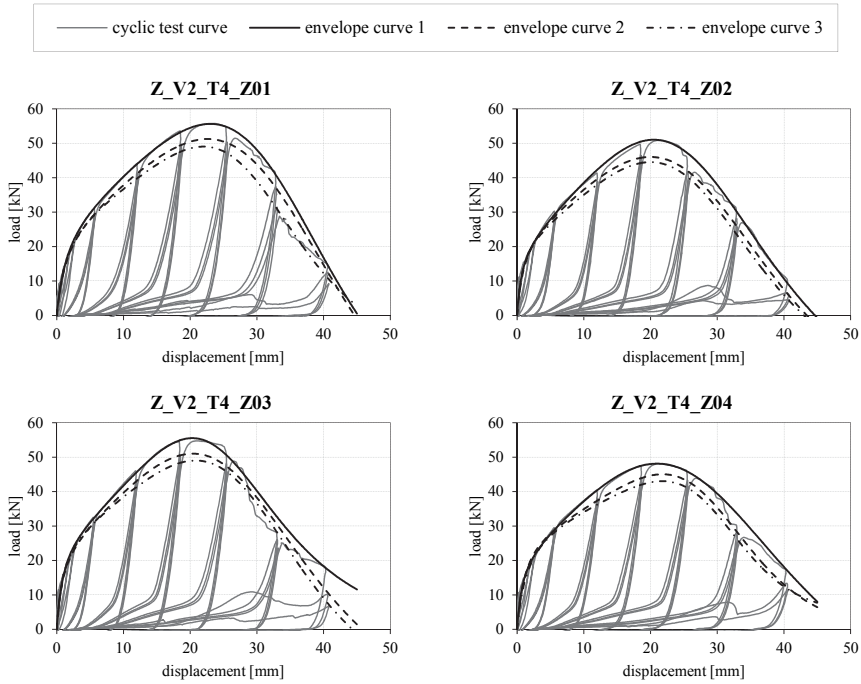 cyclic test curve envelope curve 1 envelope curve 2 envelope curve 3
Z_V2_T4_Z01
60
50
40
30
20
10
0
load [kN]
0 10 20 30 40 50
displacement [mm]
Z_V2_T4_Z02
60
50
40
30
20
10
0
load [kN]
0 10 20 30 40 50
displacement [mm]
Z_V2_T4_Z03
60
50
40
30
20
10
0
load [kN]
0 10 20 30 40 50
displacement [mm]
Z_V2_T4_Z04
60
50
40
30
20
10
0
load [kN]
0 10 20 30 40 50
displacement [mm]